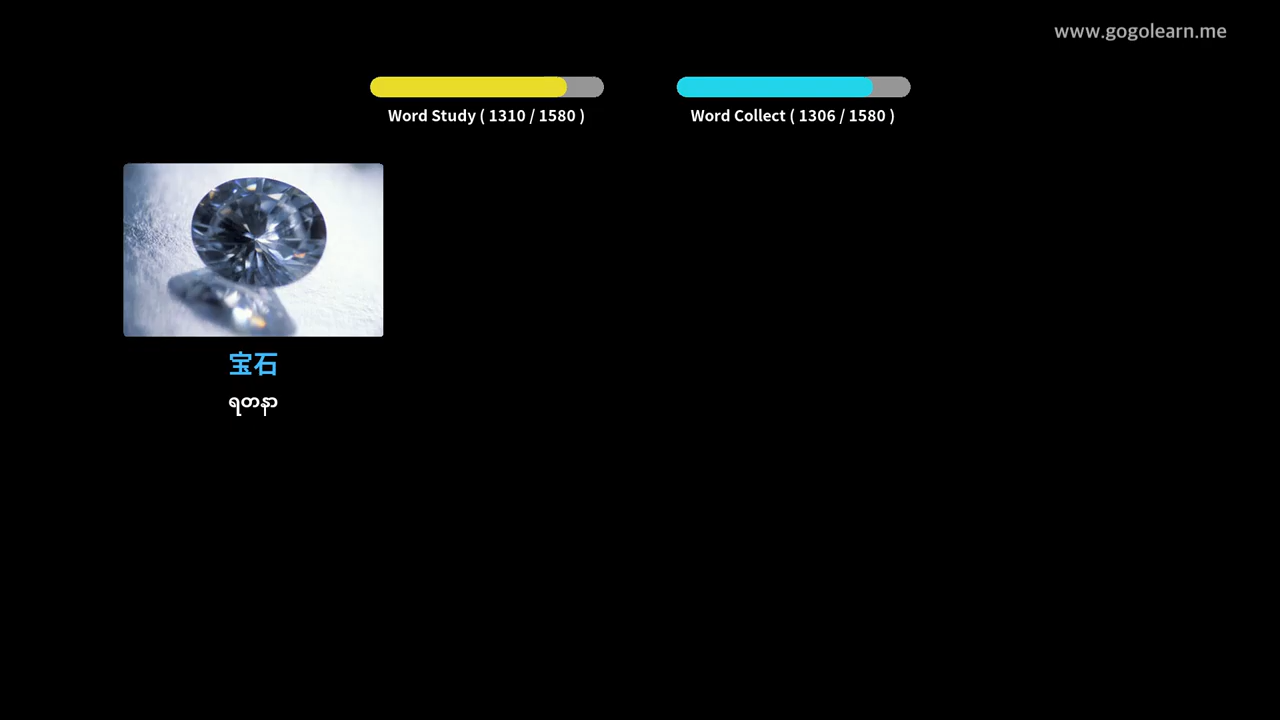 www.gogolearn.me
Word Study ( 1310 / 1580 )
Word Collect ( 1306 / 1580 )
宝石
ရတနာ